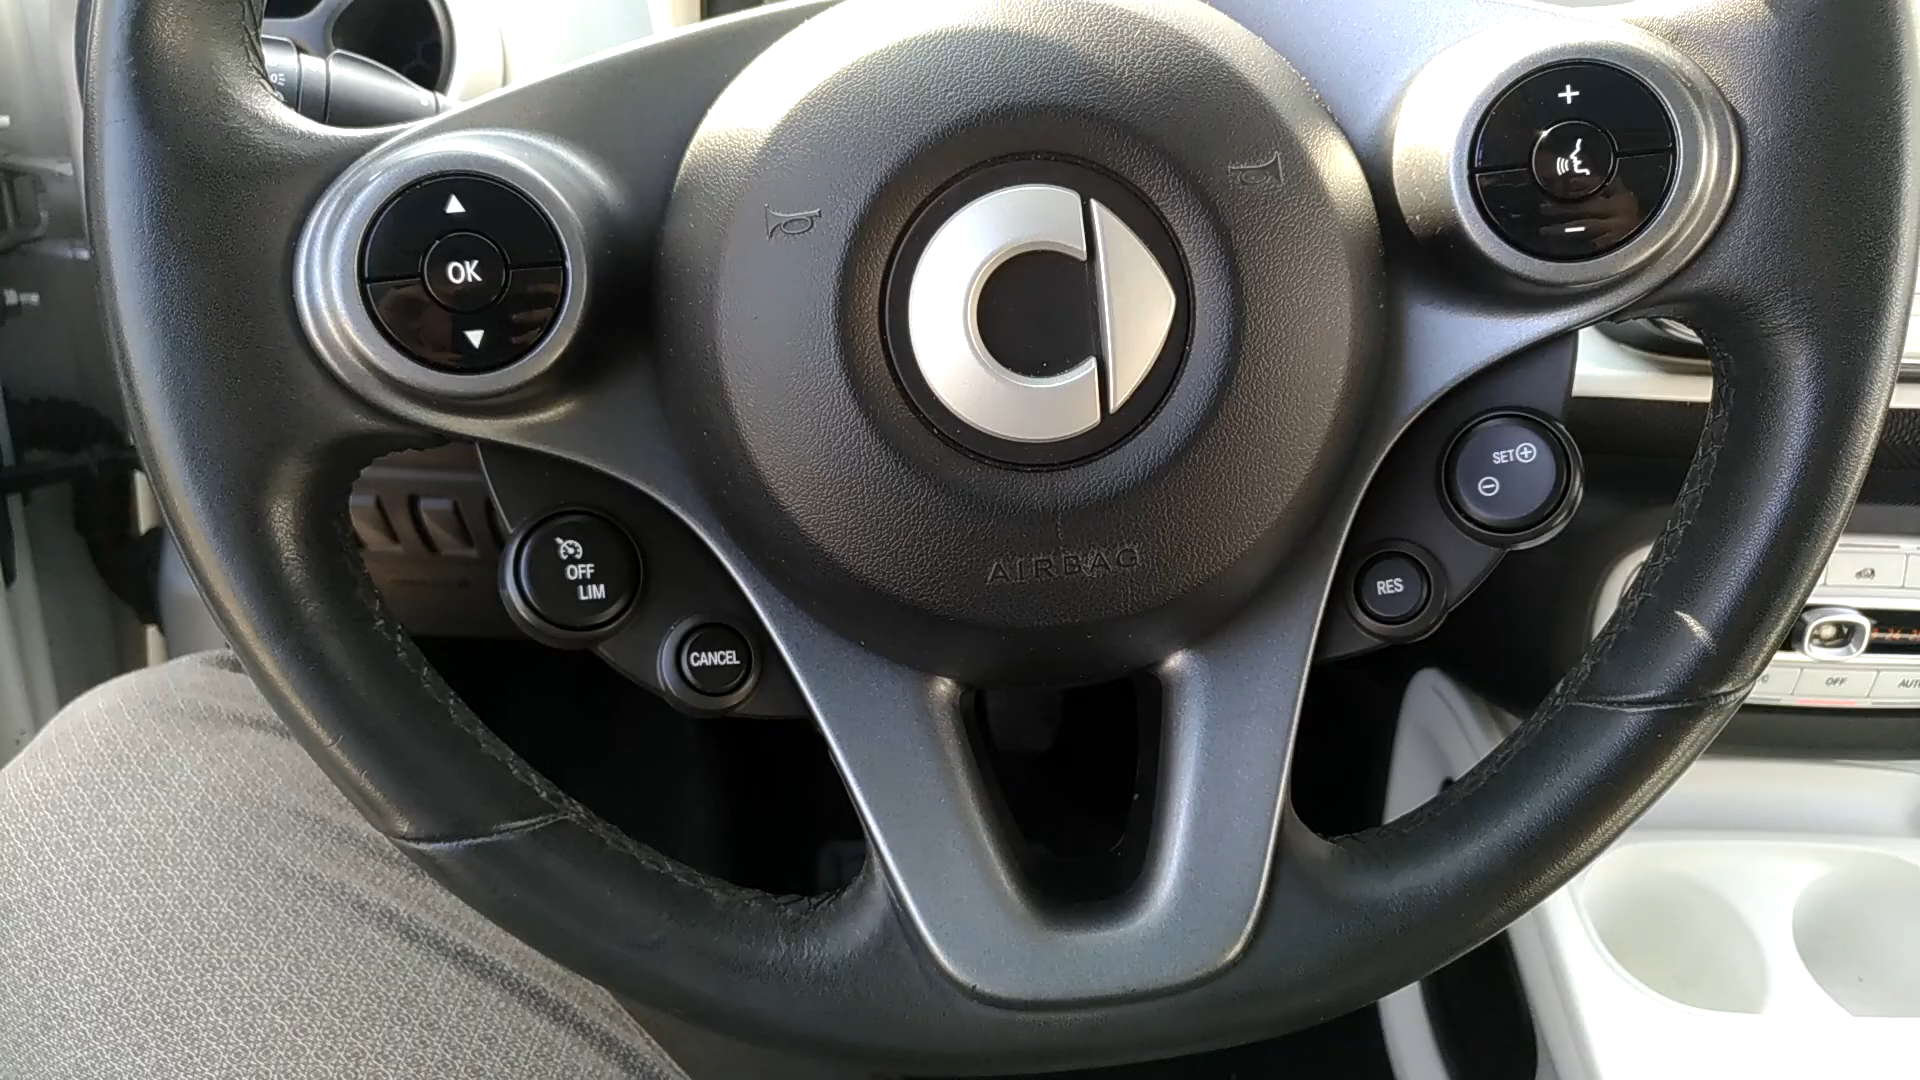 OK
+
−
OFF
LIM
CANCEL
AIRBAG
SET+
−
RES
OFF